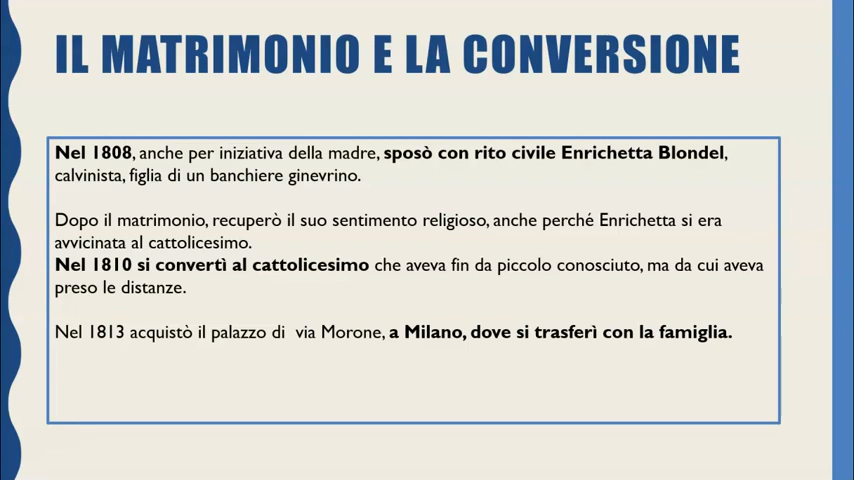 IL MATRIMONIO E LA CONVERSIONE
Nel 1808, anche per iniziativa della madre, sposò con rito civile Enrichetta Blondel,
calvinista, figlia di un banchiere ginevrino.
Dopo il matrimonio, recuperò il suo sentimento religioso, anche perché Enrichetta si era
avvicinata al cattolicesimo.
Nel 1810 si convertì al cattolicesimo che aveva fin da piccolo conosciuto, ma da cui aveva
preso le distanze.
Nel 1813 acquistò il palazzo di via Morone, a Milano, dove si trasferì con la famiglia.